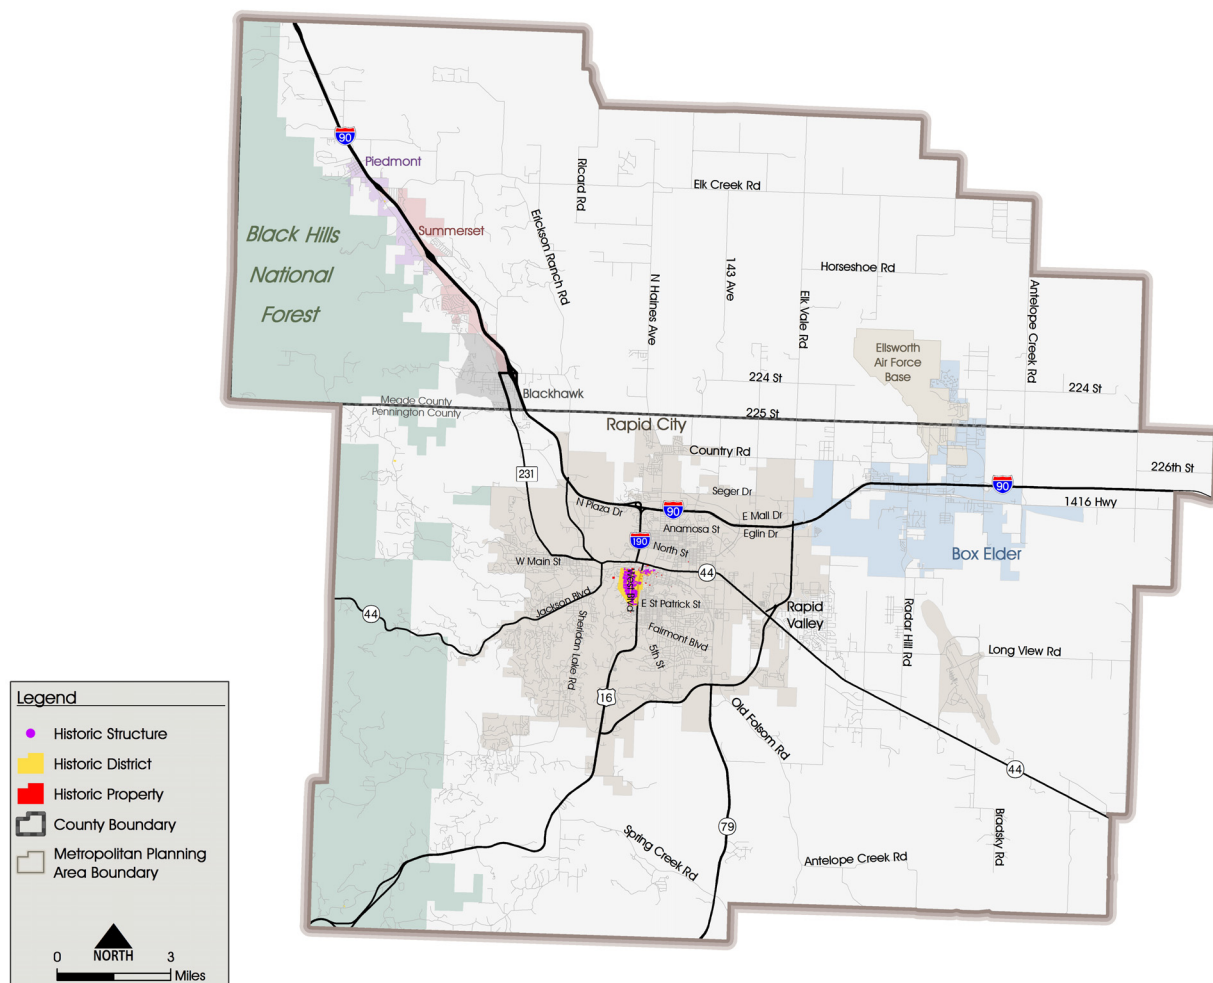 90
Piedmont
Ricard Rd
Elk Creek Rd
Summerset
Black Hills
National
Forest
Erickson Ranch Rd
N Haines Ave
143 Ave
Elk Vale Rd
Horseshoe Rd
Antelope Creek Rd
Ellsworth
Air Force
Base
224 St
224 St
Blackhawk
Meade County
Pennington County
225 St
Rapid City
Country Rd
226th St
231
Seger Dr
90
1416 Hwy
N Plaza Dr
90
E Mall Dr
Anamosa St
Eglin Dr
190
North St
Box Elder
W Main St
44
Jackson Blvd
E St Patrick St
Rapid
Valley
44
Sheridan Lake Rd
Fairmont Blvd
5th St
Radar Hill Rd
Long View Rd
16
Old Folsom Rd
44
79
Spring Creek Rd
Antelope Creek Rd
Bradsky Rd
Legend
Historic Structure
Historic District
Historic Property
County Boundary
Metropolitan Planning
Area Boundary
NORTH
0 3
Miles